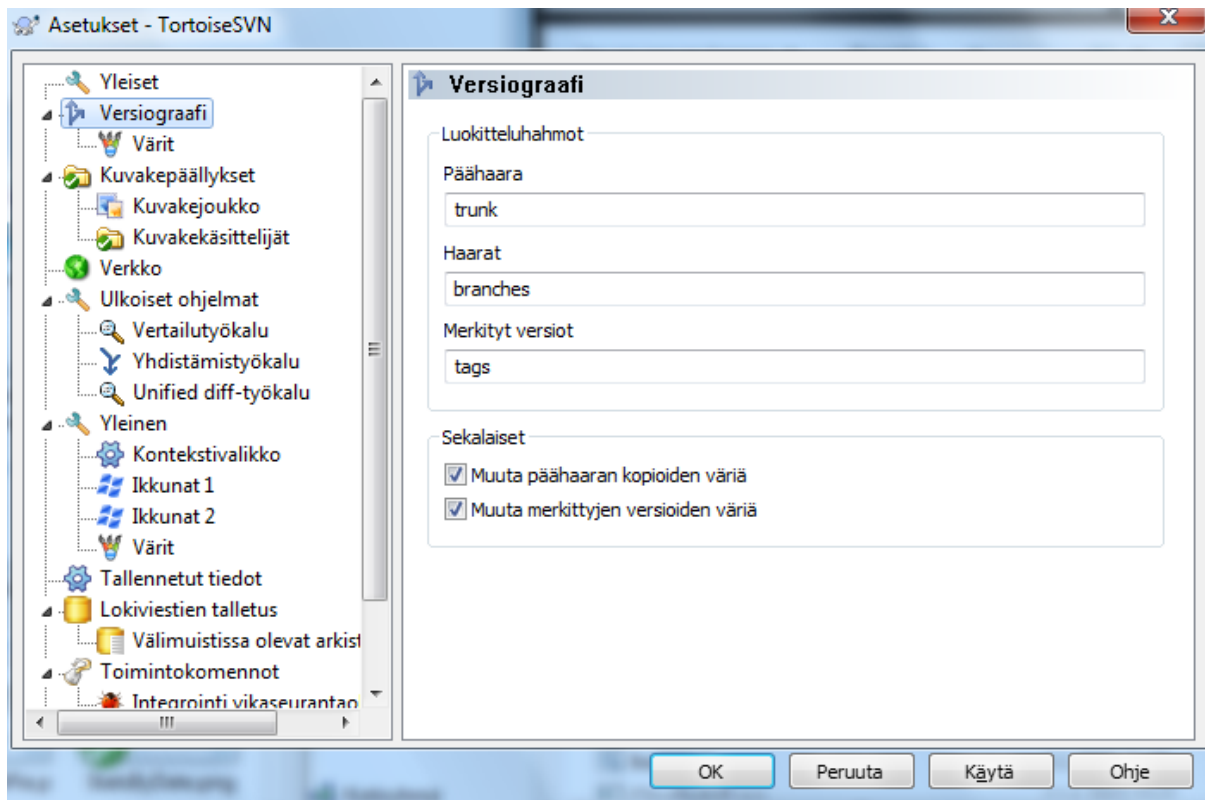 Asetukset - TortoiseSVN
Yleiset
Versiograafi
Värit
Kuvakepäällykset
Kuvakejoukko
Kuvakekäsittelijät
Verkko
Ulkoiset ohjelmat
Vertailutyökalu
Yhdistämistyökalu
Unified diff-työkalu
Yleinen
Kontekstivalikko
Ikkunat 1
Ikkunat 2
Värit
Tallennetut tiedot
Lokiviestien talletus
Välimuistissa olevat arkist
Toimintokomennot
Integrointi vikaseurantao
Versiograafi
Luokitteluhahmot
Päähaara
trunk
Haarat
branches
Merkityt versiot
tags
Sekalaiset
Muuta päähaaran kopioiden väriä
Muuta merkittyjen versioiden väriä
OK
Peruuta
Käytä
Ohje